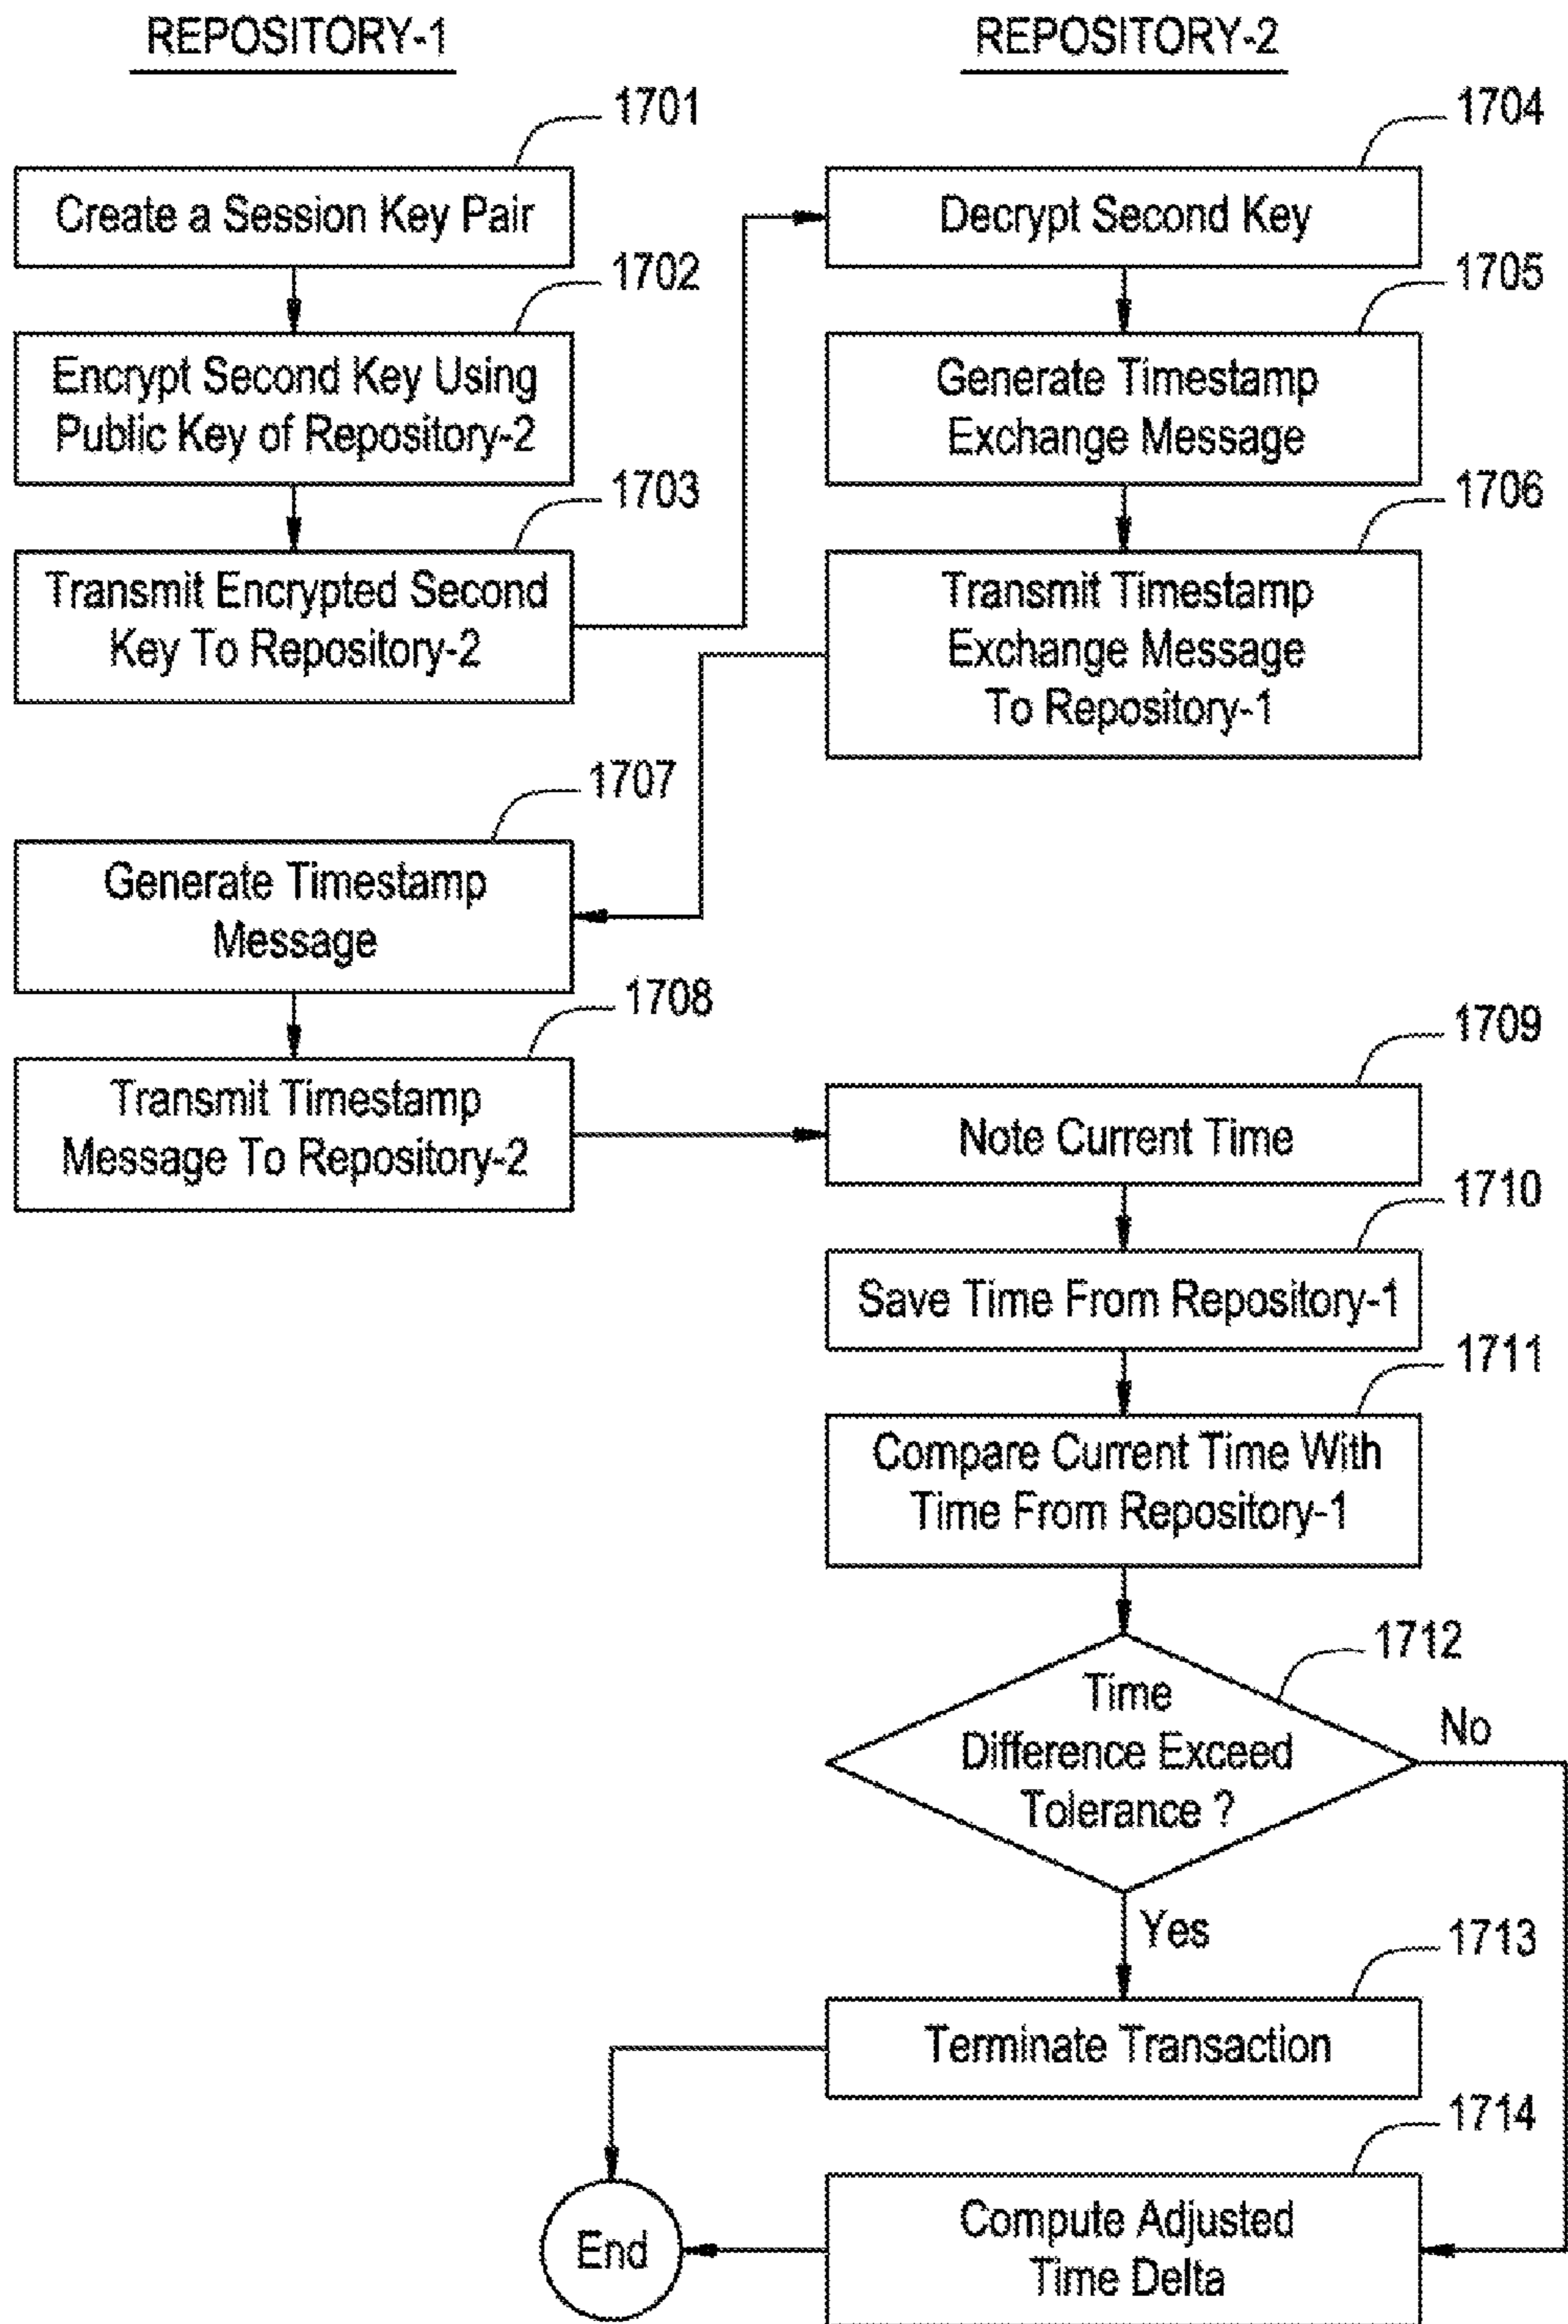 REPOSITORY-1
REPOSITORY-2
1701
Create a Session Key Pair
1702
Encrypt Second Key Using
Public Key of Repository-2
1703
Transmit Encrypted Second
Key To Repository-2
1704
Decrypt Second Key
1705
Generate Timestamp
Exchange Message
1706
Transmit Timestamp
Exchange Message
To Repository-1
1707
Generate Timestamp
Message
1708
Transmit Timestamp
Message To Repository-2
1709
Note Current Time
1710
Save Time From Repository-1
1711
Compare Current Time With
Time From Repository-1
1712
Time
Difference Exceed
Tolerance ?
No
Yes
1713
Terminate Transaction
1714
Compute Adjusted
Time Delta
End